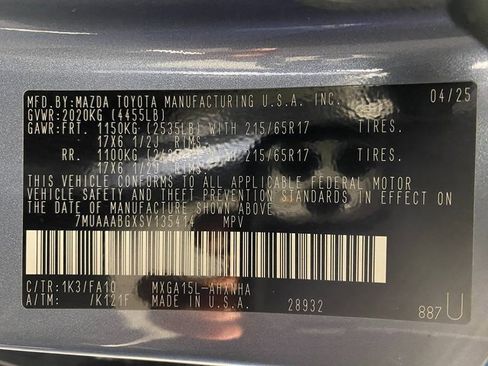 MFD.BY:MAZDA TOYOTA MANUFACTURING U.S.A. INC. 04/25
GVWR:2020KG (4455LB)
GAWR:FRT. 1150KG (2535LB) WITH 215/65R17 TIRES.
17X6 1/2J RIMS.
RR. 1100KG WITH 215/65R17 TIRES.
17X6 1/2J RIMS.
THIS VEHICLE CONFORMS TO ALL APPLICABLE FEDERAL MOTOR
VEHICLE SAFETY AND THEFT PREVENTION STANDARDS IN EFFECT ON
THE DATE OF MANUFACTURE SHOWN ABOVE.
7MUAAABGXSV135414 MPV
C/TR:1K3/FA10 MXGA15L-AHXNHA
A/TM: /K121F MADE IN U.S.A. 28932
887U